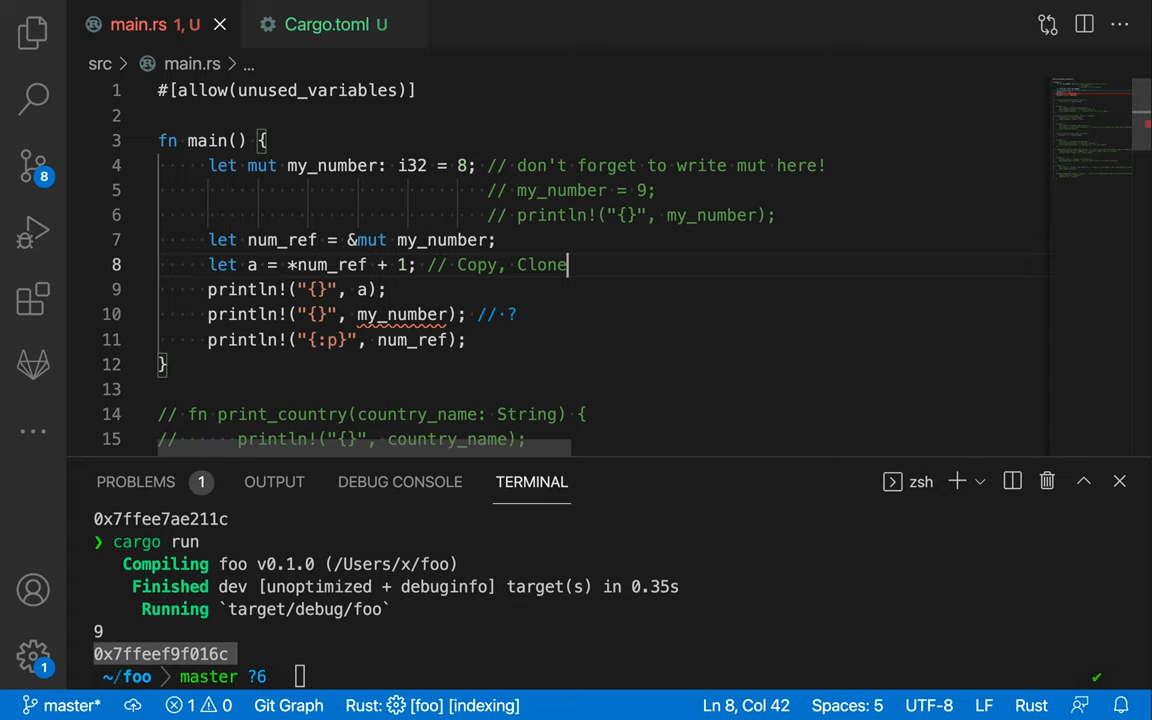 main.rs 1, U
Cargo.toml U
src > main.rs > ...
1 #[allow(unused_variables)]
2
3 fn main() {
4 let mut my_number: i32 = 8; // don't forget to write mut here!
5 // my_number = 9;
6 // println!("{}", my_number);
7 let num_ref = &mut my_number;
8 let a = *num_ref + 1; // Copy, Clone
9 println!("{}", a);
10 println!("{}", my_number); // ?
11 println!("{:p}", num_ref);
12 }
13
14 // fn print_country(country_name: String) {
15 // println!("{}", country_name);
8
1
PROBLEMS 1 OUTPUT DEBUG CONSOLE TERMINAL zsh
0x7ffee7ae211c
❯ cargo run
Compiling foo v0.1.0 (/Users/x/foo)
Finished dev [unoptimized + debuginfo] target(s) in 0.35s
Running `target/debug/foo`
9
0x7ffeef9f016c
~/foo master ?6
master* 1 0 Git Graph Rust: [foo] [indexing] Ln 8, Col 42 Spaces: 5 UTF-8 LF Rust